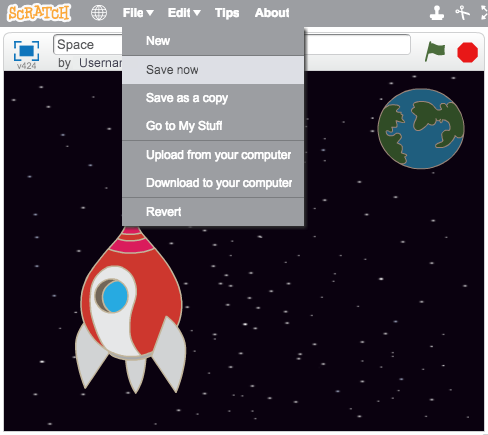 SCRATCH File Edit Tips About
Space
v424 by Usernam
New
Save now
Save as a copy
Go to My Stuff
Upload from your computer
Download to your computer
Revert